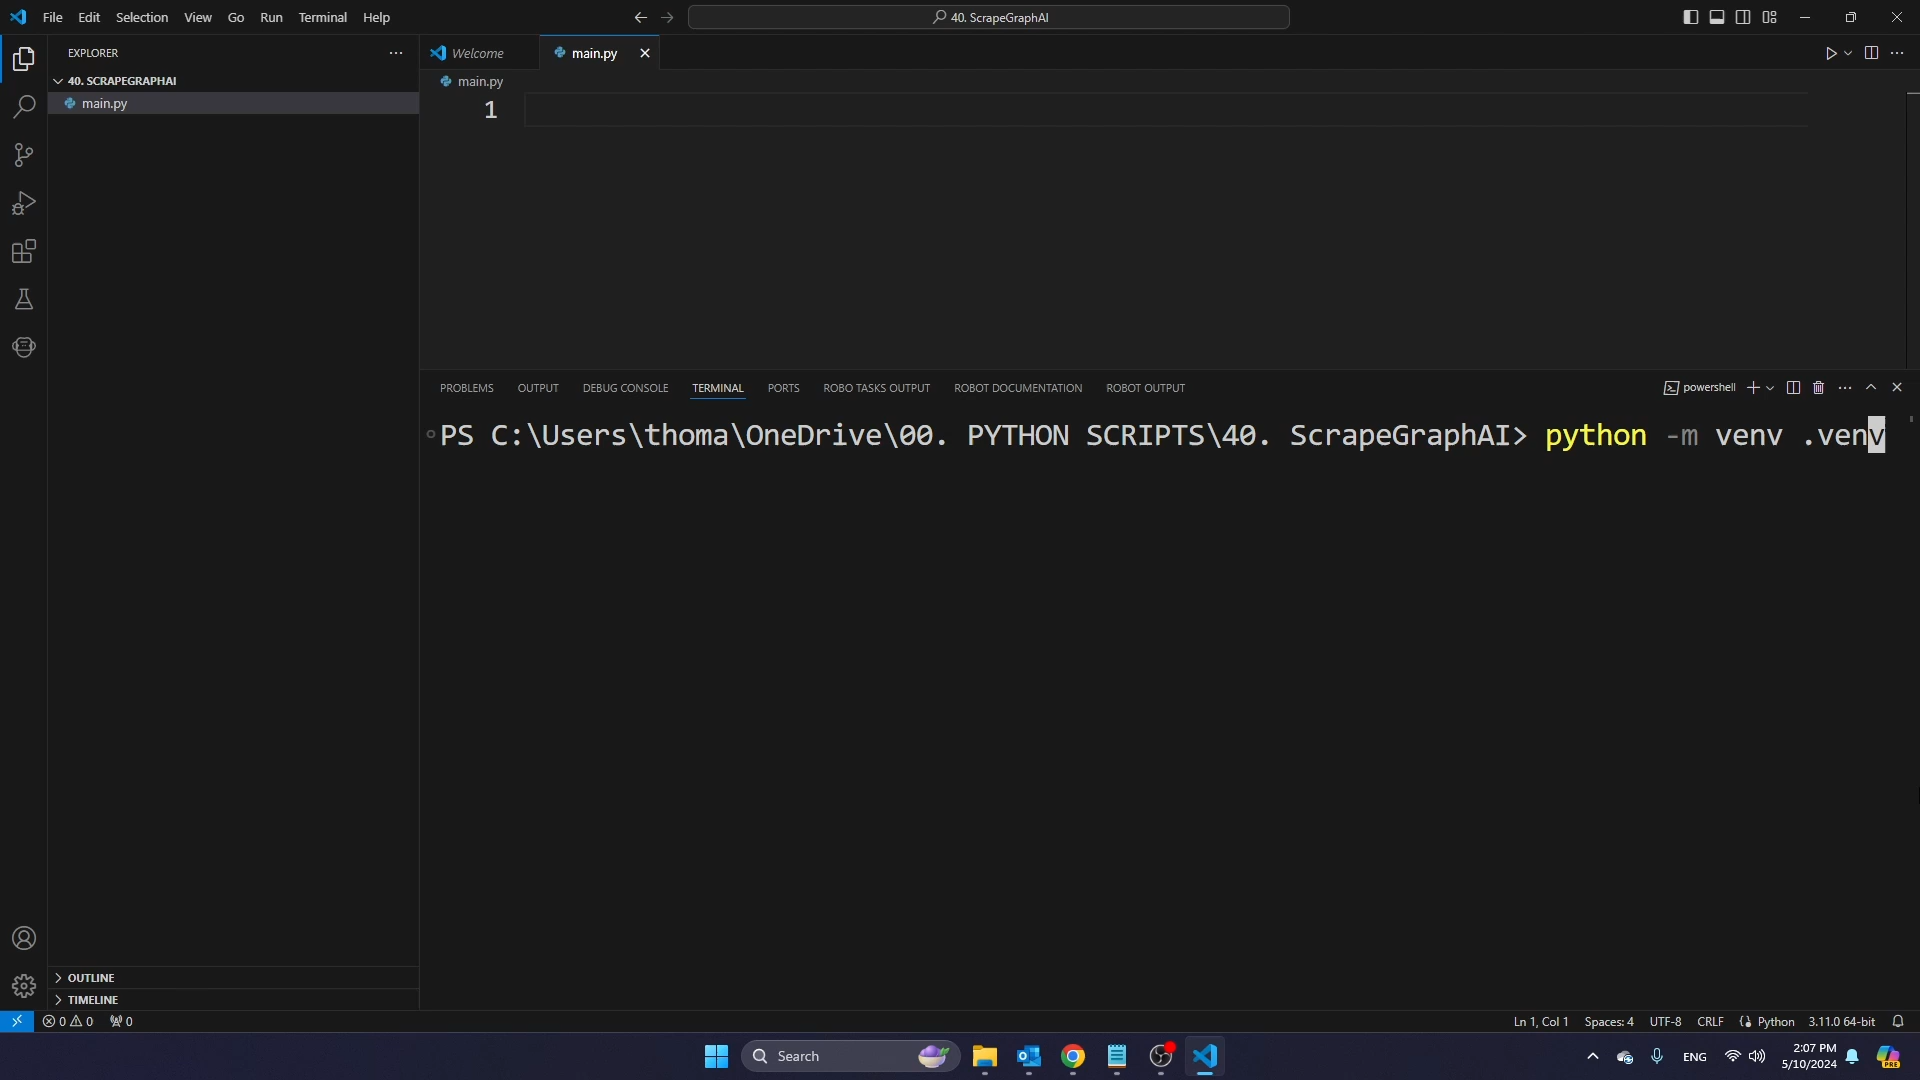 File Edit Selection View Go Run Terminal Help
40. ScrapeGraphAI
EXPLORER
40. SCRAPEGRAPHAI
main.py
OUTLINE
TIMELINE
Welcome
main.py
main.py
1
PROBLEMS OUTPUT DEBUG CONSOLE TERMINAL PORTS ROBO TASKS OUTPUT ROBOT DOCUMENTATION ROBOT OUTPUT
powershell
PS C:\Users\thoma\OneDrive\00. PYTHON SCRIPTS\40. ScrapeGraphAI> python -m venv .venv
0 0 0
Ln 1, Col 1 Spaces: 4 UTF-8 CRLF Python 3.11.0 64-bit
Search
ENG
2:07 PM
5/10/2024
PRE